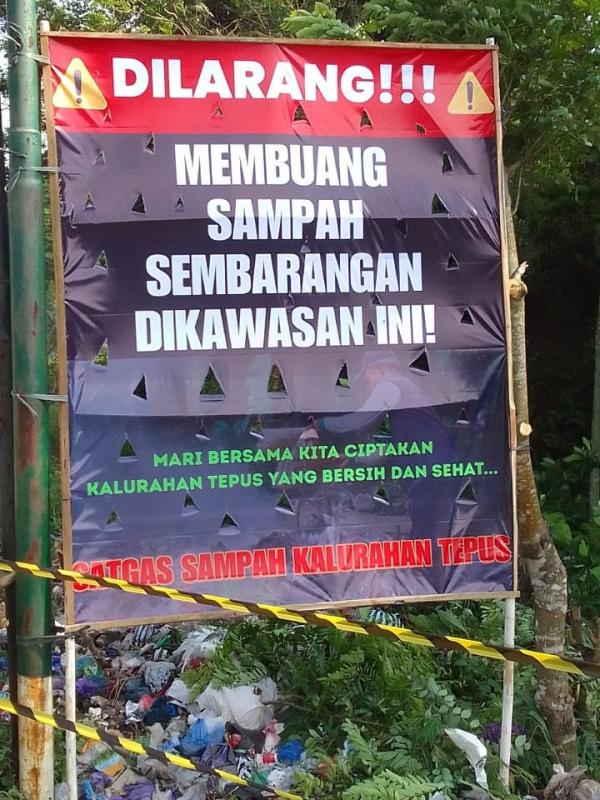 DILARANG!!!
MEMBUANG
SAMPAH
SEMBARANGAN
DIKAWASAN INI!
MARI BERSAMA KITA CIPTAKAN
KALURAHAN TEPUS YANG BERSIH DAN SEHAT...
SATGAS SAMPAH KALURAHAN TEPUS